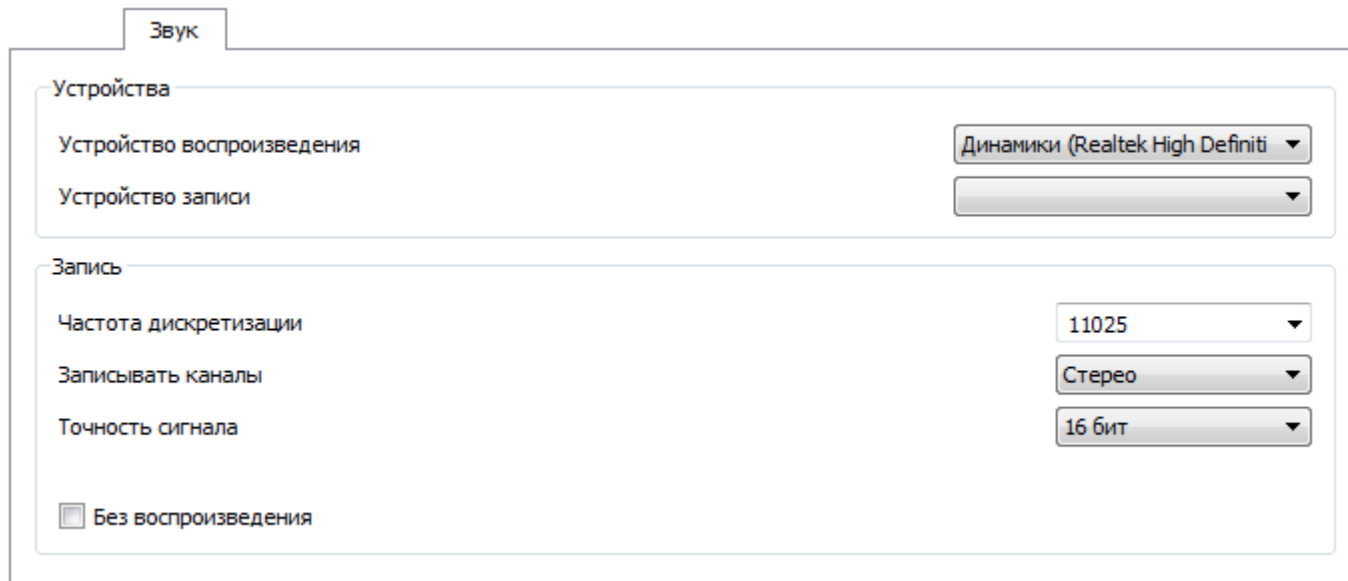 Звук
Устройства
Устройство воспроизведения Динамики (Realtek High Definiti
Устройство записи
Запись
Частота дискретизации 11025
Записывать каналы Стерео
Точность сигнала 16 бит
Без воспроизведения